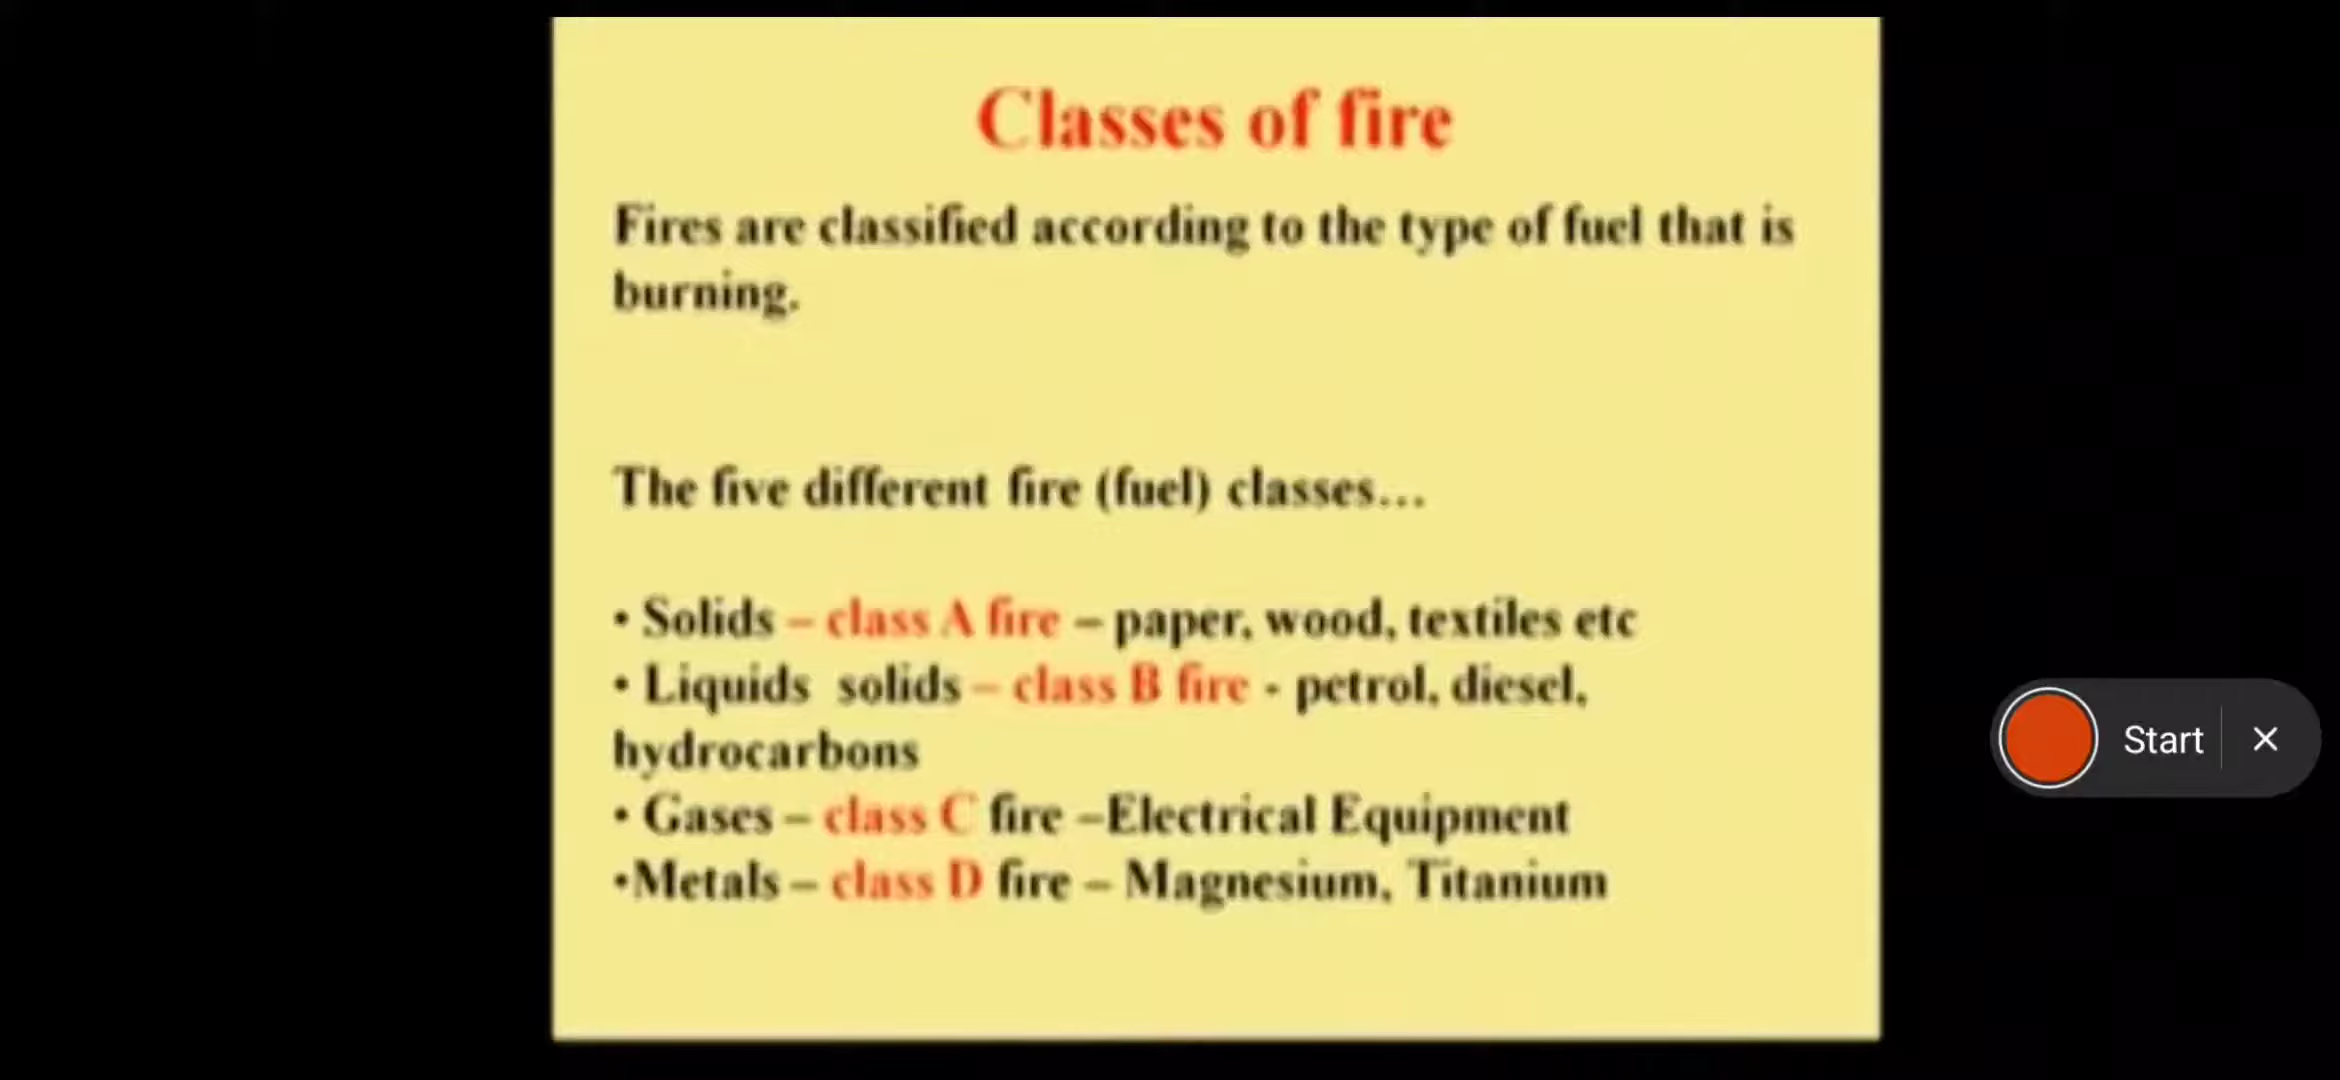 Classes of fire
Fires are classified according to the type of fuel that is
burning.
The five different fire (fuel) classes...
• Solids – class A fire – paper, wood, textiles etc
• Liquids solids – class B fire - petrol, diesel,
hydrocarbons
• Gases – class C fire –Electrical Equipment
•Metals – class D fire – Magnesium, Titanium
Start